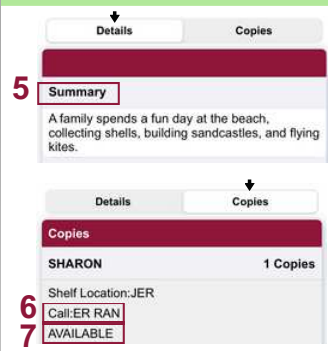 Details Copies
5 Summary
A family spends a fun day at the beach,
collecting shells, building sandcastles, and flying
kites.
Details Copies
Copies
SHARON 1 Copies
Shelf Location:JER
6 Call:ER RAN
7 AVAILABLE